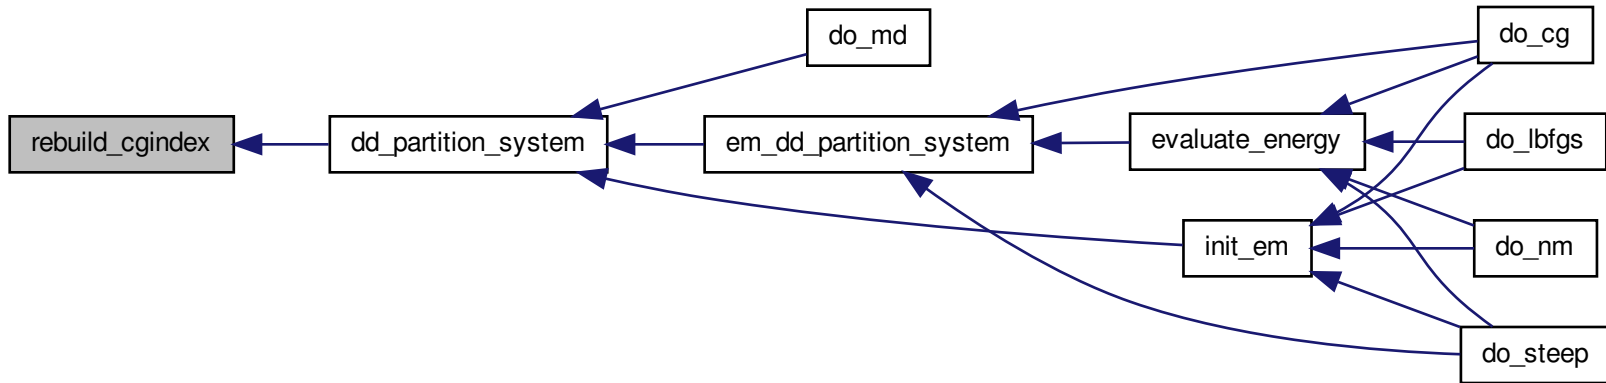 do_md
do_cg
rebuild_cgindex
dd_partition_system
em_dd_partition_system
evaluate_energy
do_lbfgs
init_em
do_nm
do_steep